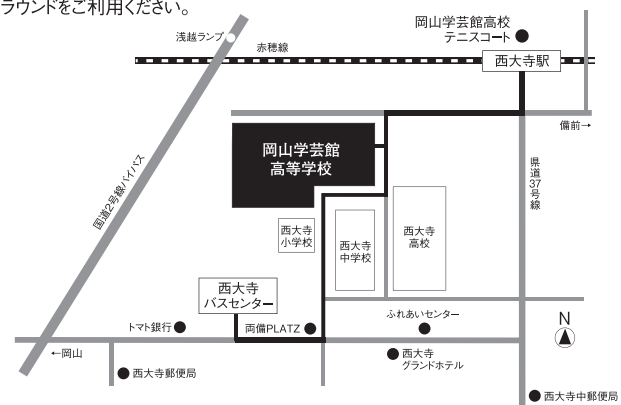 ラウンドをご利用ください。
岡山学芸館高校
テニスコート
浅越ランプ
赤穂線
西大寺駅
備前→
岡山学芸館
高等学校
県道37号線
国道2号線バイパス
西大寺
小学校
西大寺
中学校
西大寺
高校
西大寺
バスセンター
トマト銀行
両備PLATZ
ふれあいセンター
N
←岡山
西大寺
グランドホテル
西大寺郵便局
西大寺中郵便局